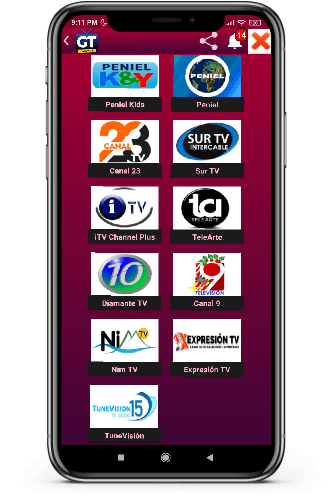 9:11 PM
GT
14
PENIEL
K&Y
PENIEL
Peniel Kids
Peniel
23
CANAL
TV
SUR TV
INTERCABLE
Canal 23
Sur TV
i TV
ta
TELEARTE
iTV Channel Plus
TeleArte
10
9
TELEVISION
Diamante TV
Canal 9
Nim TV
EXPRESIÓN TV
Nim TV
Expresión TV
TUNEVISIÓN 15
TuneVisión